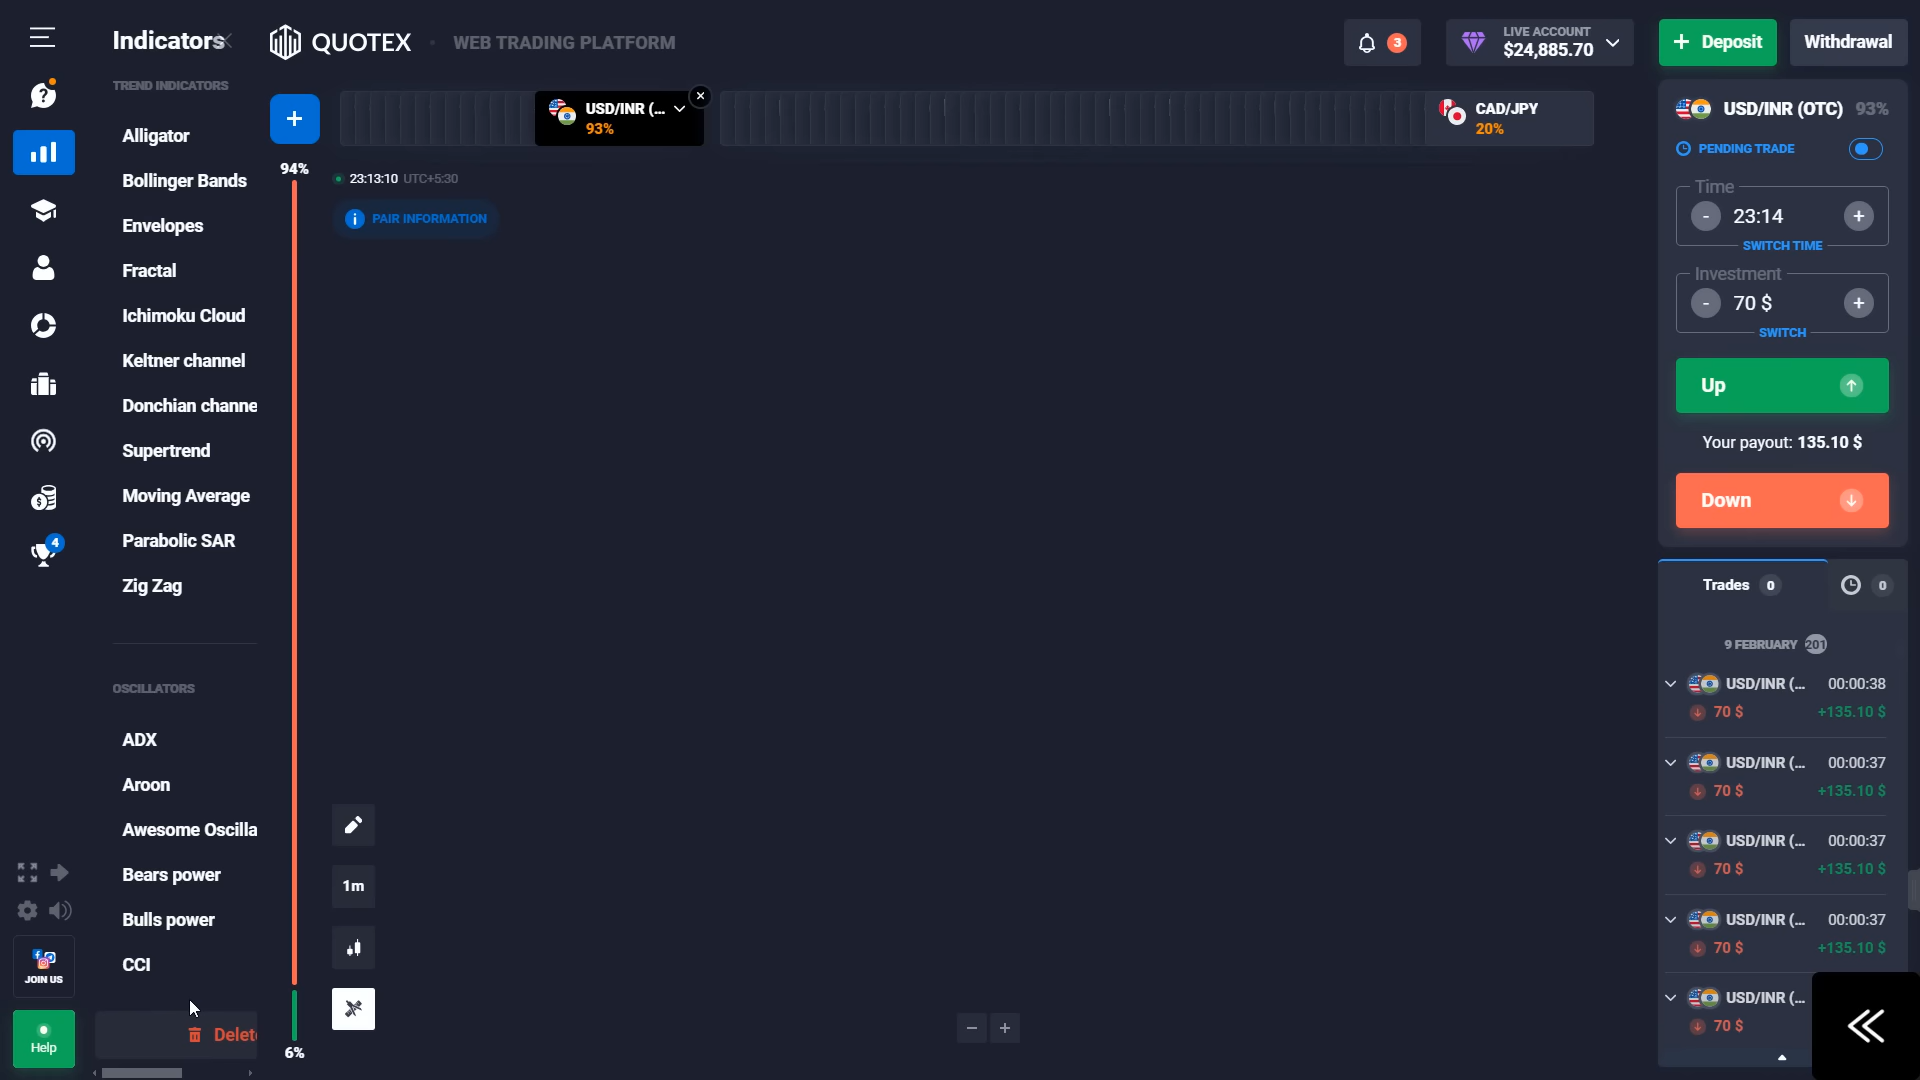 Indicators
TREND INDICATORS
Alligator
Bollinger Bands
Envelopes
Fractal
Ichimoku Cloud
Keltner channel
Donchian channe
Supertrend
Moving Average
Parabolic SAR
Zig Zag
OSCILLATORS
ADX
Aroon
Awesome Oscilla
Bears power
Bulls power
CCI
Delete
4
JOIN US
Help
QUOTEX
WEB TRADING PLATFORM
3
LIVE ACCOUNT
$24,885.70
+ Deposit
Withdrawal
+
USD/INR (...
93%
CAD/JPY
20%
94%
6%
23:13:10 UTC+5:30
PAIR INFORMATION
1m
− +
USD/INR (OTC) 93%
PENDING TRADE
Time
- 23:14 +
SWITCH TIME
Investment
- 70 $ +
SWITCH
Up
Your payout: 135.10 $
Down
Trades 0
0
9 FEBRUARY 201
USD/INR (... 00:00:38
70 $ +135.10 $
USD/INR (... 00:00:37
70 $ +135.10 $
USD/INR (... 00:00:37
70 $ +135.10 $
USD/INR (... 00:00:37
70 $ +135.10 $
USD/INR (...
70 $